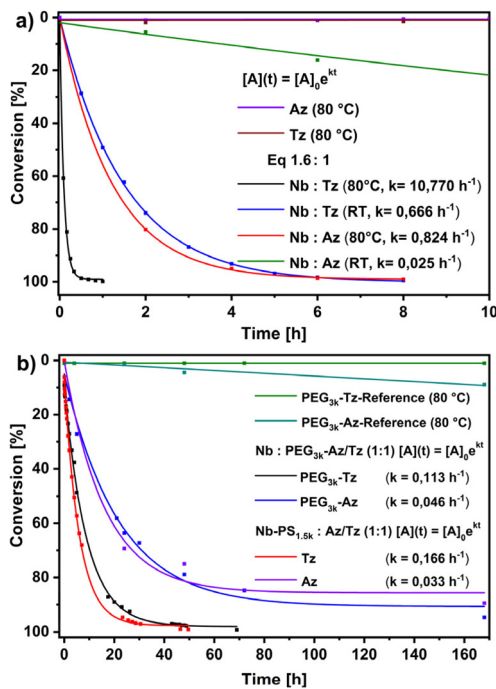 a)
0
20
40
60
80
100
Conversion [%]
[A](t) = [A]₀eᵏᵗ
Az (80 °C)
Tz (80 °C)
Eq 1.6 : 1
Nb : Tz (80°C, k= 10,770 h⁻¹)
Nb : Tz (RT, k= 0,666 h⁻¹)
Nb : Az (80°C, k= 0,824 h⁻¹)
Nb : Az (RT, k= 0,025 h⁻¹)
0 2 4 6 8 10
Time [h]
b)
0
20
40
60
80
100
Conversion [%]
PEG₃ₖ-Tz-Reference (80 °C)
PEG₃ₖ-Az-Reference (80 °C)
Nb : PEG₃ₖ-Az/Tz (1:1) [A](t) = [A]₀eᵏᵗ
PEG₃ₖ-Tz (k = 0,113 h⁻¹)
PEG₃ₖ-Az (k = 0,046 h⁻¹)
Nb-PS₁.₅ₖ : Az/Tz (1:1) [A](t) = [A]₀eᵏᵗ
Tz (k = 0,166 h⁻¹)
Az (k = 0,033 h⁻¹)
0 20 40 60 80 100 120 140 160
Time [h]